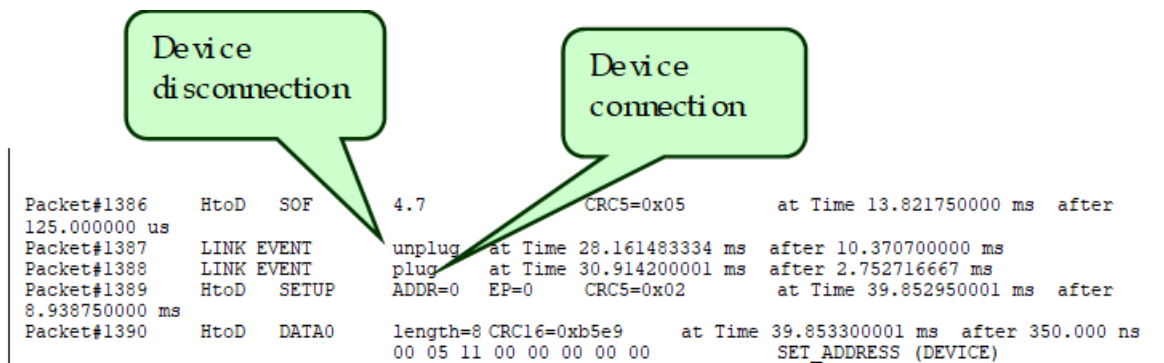 Device
disconnection
Device
connection
Packet#1386 HtoD SOF 4.7 CRC5=0x05 at Time 13.821750000 ms after
125.000000 us
Packet#1387 LINK EVENT unplug at Time 28.161483334 ms after 10.370700000 ms
Packet#1388 LINK EVENT plug at Time 30.914200001 ms after 2.752716667 ms
Packet#1389 HtoD SETUP ADDR=0 EP=0 CRC5=0x02 at Time 39.852950001 ms after
8.938750000 ms
Packet#1390 HtoD DATA0 length=8 CRC16=0xb5e9 at Time 39.853300001 ms after 350.000 ns
00 05 11 00 00 00 00 00 SET_ADDRESS (DEVICE)